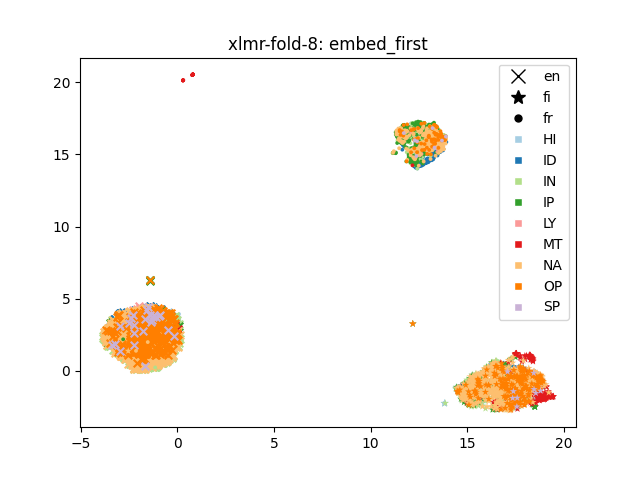 xlmr-fold-8: embed_first
20
15
10
5
0
−5
0
5
10
15
20
en
fi
fr
HI
ID
IN
IP
LY
MT
NA
OP
SP